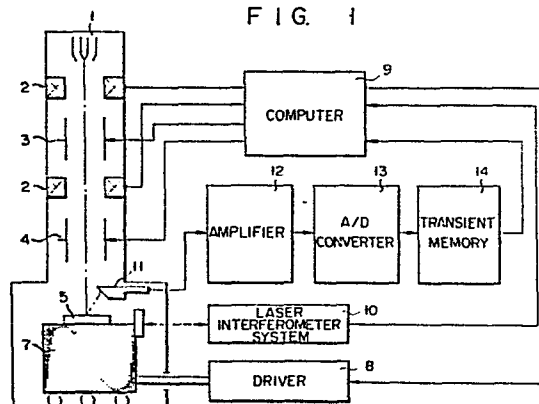 FIG. 1
1
2
3
2
4
5
7
11
9
COMPUTER
12
AMPLIFIER
13
A/D
CONVERTER
14
TRANSIENT
MEMORY
10
LASER
INTERFEROMETER
SYSTEM
8
DRIVER